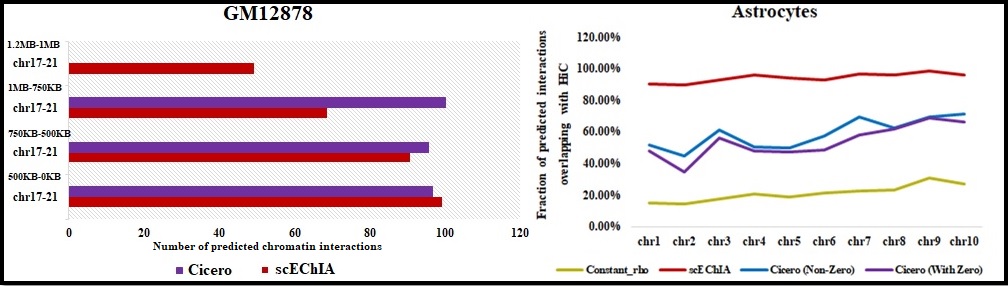 GM12878
1.2MB-1MB
chr17-21
1MB-750KB
chr17-21
750KB-500KB
chr17-21
500KB-0KB
chr17-21
0 20 40 60 80 100 120
Number of predicted chromatin interactions
Cicero scEChIA
Astrocytes
Fraction of predicted interactions
overlapping with HiC
120.00%
100.00%
80.00%
60.00%
40.00%
20.00%
0.00%
chr1 chr2 chr3 chr4 chr5 chr6 chr7 chr8 chr9 chr10
Constant_rho scEChIA Cicero (Non-Zero) Cicero (With Zero)